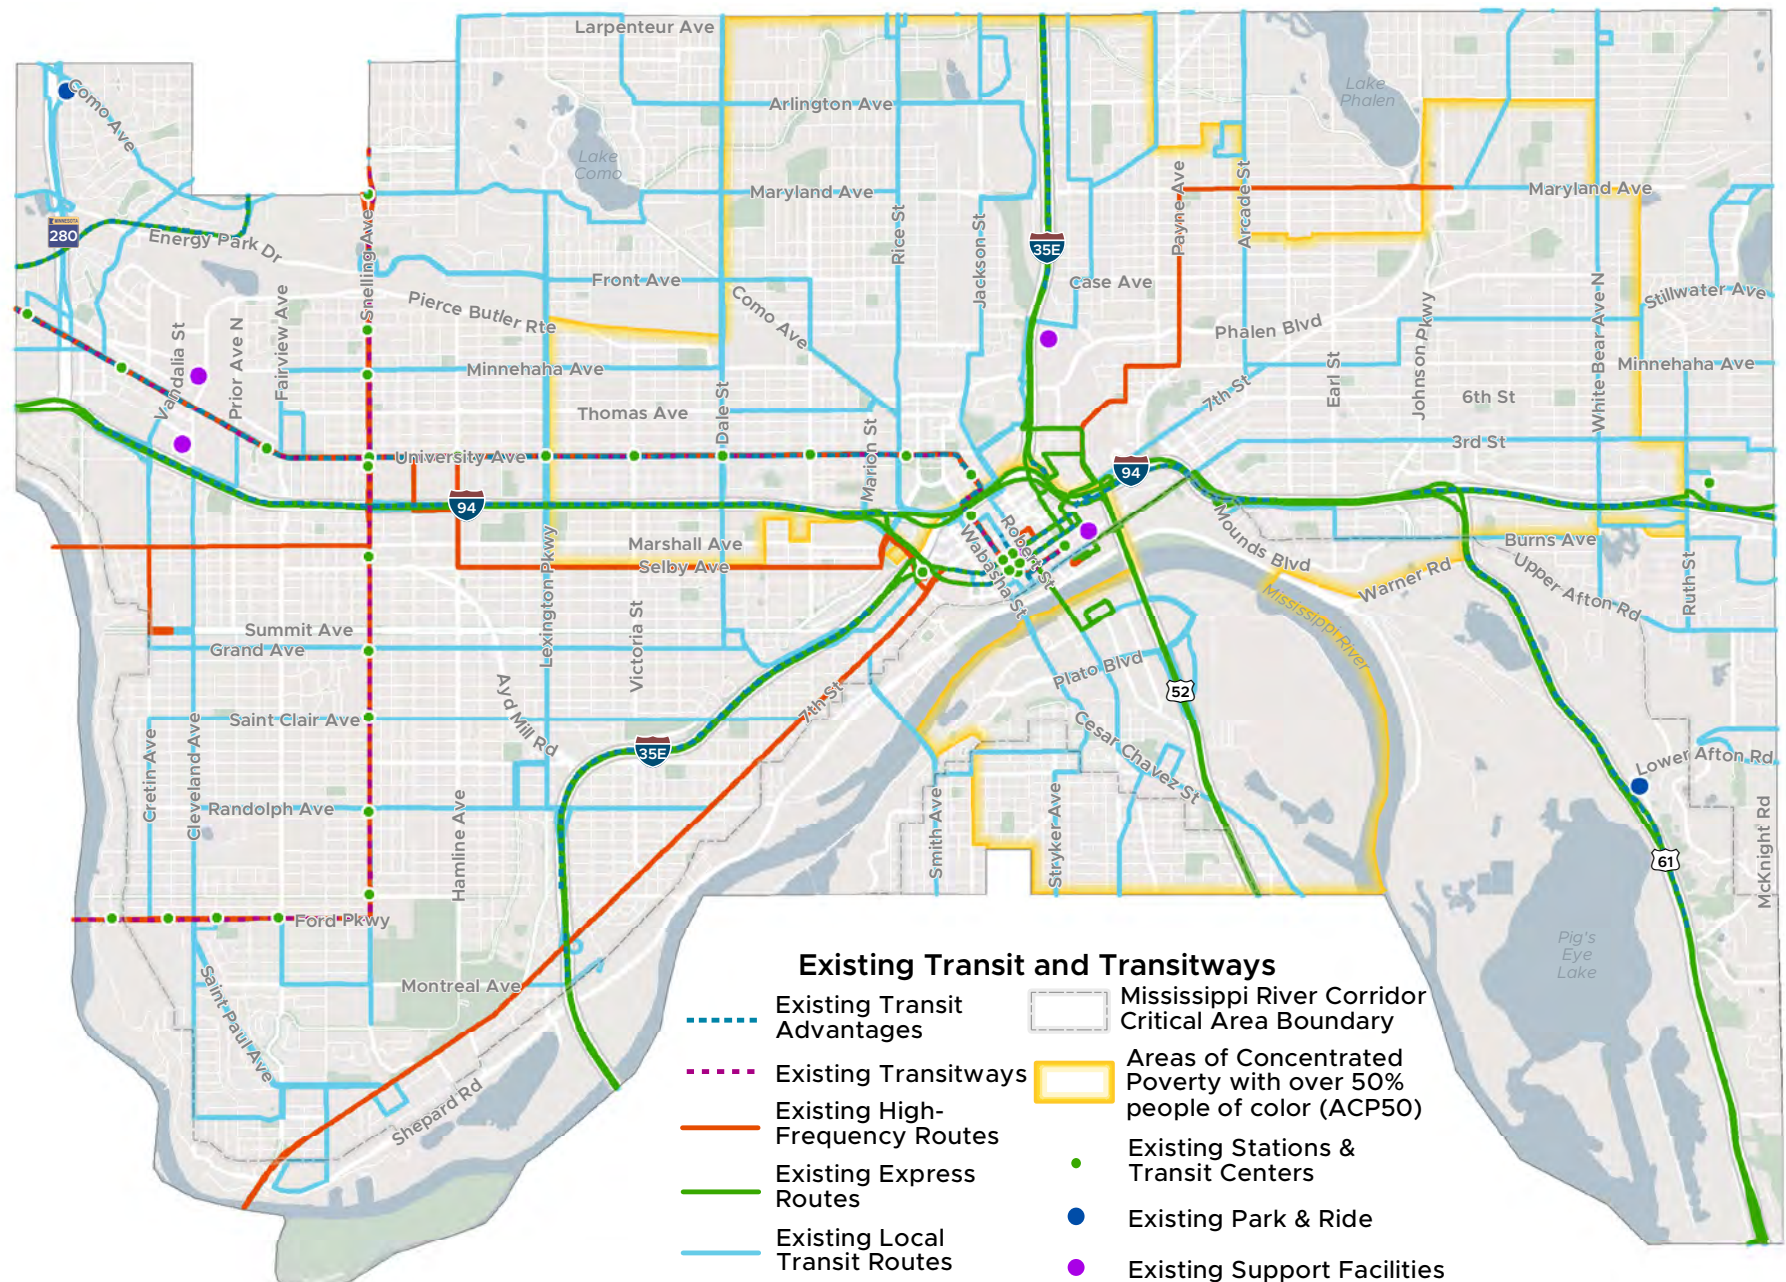 Larpenteur Ave
Como Ave
Arlington Ave
Lake
Phalen
Lake
Como
Maryland Ave
Maryland Ave
Payne Ave
Arcade St
MINNESOTA
280
Energy Park Dr
Snelling Ave
Rice St
Jackson St
35E
Case Ave
Front Ave
Como Ave
Stillwater Ave
Pierce Butler Rte
Fairview Ave
Phalen Blvd
Johnson Pkwy
White Bear Ave N
Vandalia St
Prior Ave N
Minnehaha Ave
Minnehaha Ave
Earl St
7th St
6th St
Thomas Ave
Dale St
Marion St
3rd St
University Ave
94
94
Marshall Ave
Selby Ave
Lexington Pkwy
Robert St
Wabasha St
Mounds Blvd
Burns Ave
Warner Rd
Upper Afton Rd
Ruth St
Mississippi River
Summit Ave
Grand Ave
Victoria St
Plato Blvd
52
Ayd Mill Rd
7th St
Saint Clair Ave
35E
Cesar Chavez St
Lower Afton Rd
Cretin Ave
Cleveland Ave
Randolph Ave
Hamline Ave
Smith Ave
Stryker Ave
McKnight Rd
61
Ford Pkwy
Pig's
Eye
Lake
Saint Paul Ave
Montreal Ave
Shepard Rd
Existing Transit and Transitways
Existing Transit
Advantages
Existing Transitways
Existing High-
Frequency Routes
Existing Express
Routes
Existing Local
Transit Routes
Mississippi River Corridor
Critical Area Boundary
Areas of Concentrated
Poverty with over 50%
people of color (ACP50)
Existing Stations &
Transit Centers
Existing Park & Ride
Existing Support Facilities